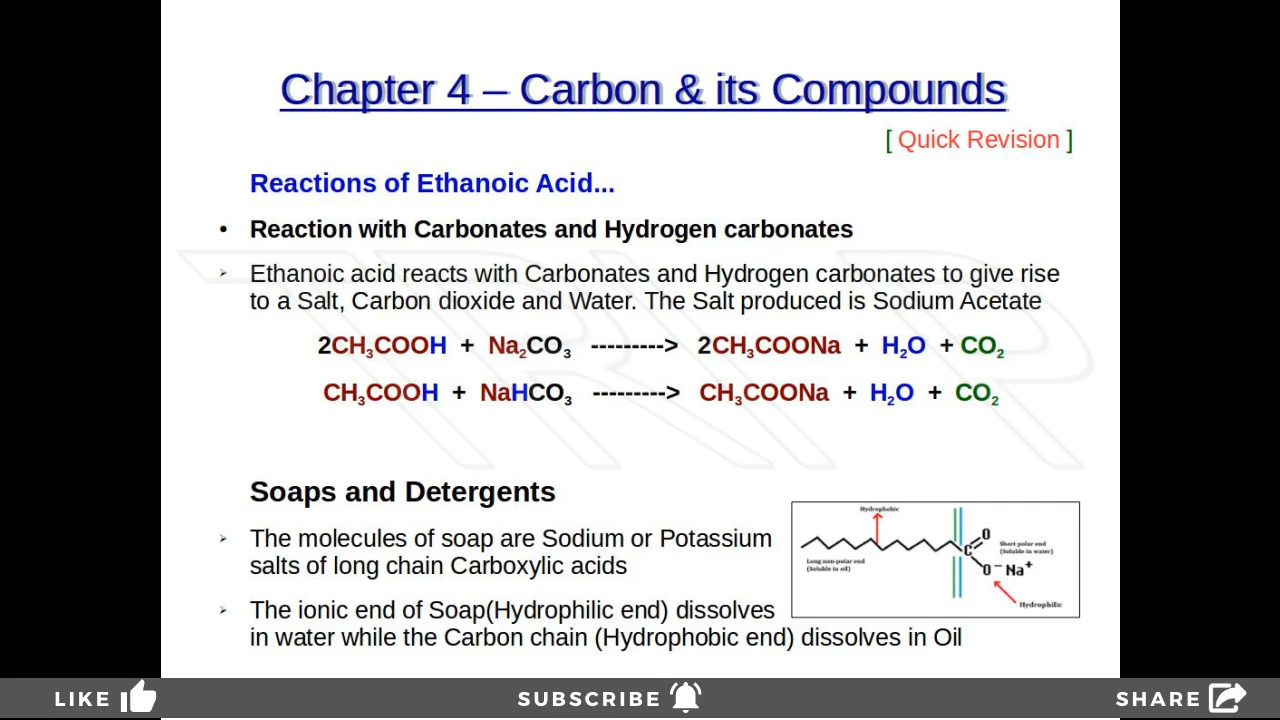 Chapter 4 – Carbon & its Compounds
[ Quick Revision ]
Reactions of Ethanoic Acid...
• Reaction with Carbonates and Hydrogen carbonates
➢ Ethanoic acid reacts with Carbonates and Hydrogen carbonates to give rise
to a Salt, Carbon dioxide and Water. The Salt produced is Sodium Acetate
2CH₃COOH + Na₂CO₃ ---------> 2CH₃COONa + H₂O + CO₂
CH₃COOH + NaHCO₃ ---------> CH₃COONa + H₂O + CO₂
Soaps and Detergents
➢ The molecules of soap are Sodium or Potassium
salts of long chain Carboxylic acids
➢ The ionic end of Soap(Hydrophilic end) dissolves
in water while the Carbon chain (Hydrophobic end) dissolves in Oil
Hydrophobic
Long non-polar end
(Soluble in oil)
C
O
O⁻ Na⁺
Short polar end
(Soluble in water)
Hydrophilic
LIKE
SUBSCRIBE
SHARE